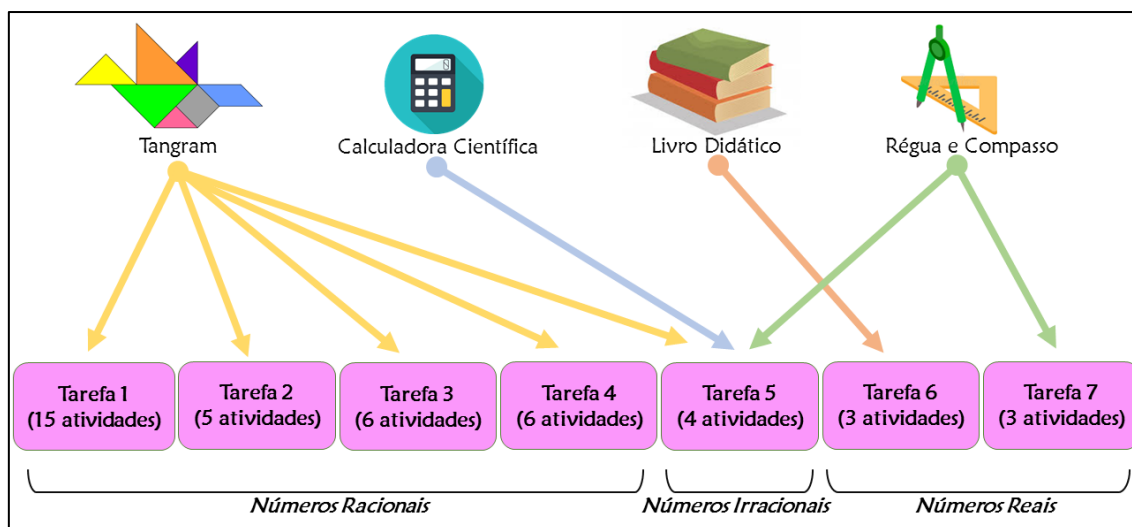 Tangram
Calculadora Científica
Livro Didático
Régua e Compasso
Tarefa 1
(15 atividades)
Tarefa 2
(5 atividades)
Tarefa 3
(6 atividades)
Tarefa 4
(6 atividades)
Tarefa 5
(4 atividades)
Tarefa 6
(3 atividades)
Tarefa 7
(3 atividades)
Números Racionais
Números Irracionais
Números Reais